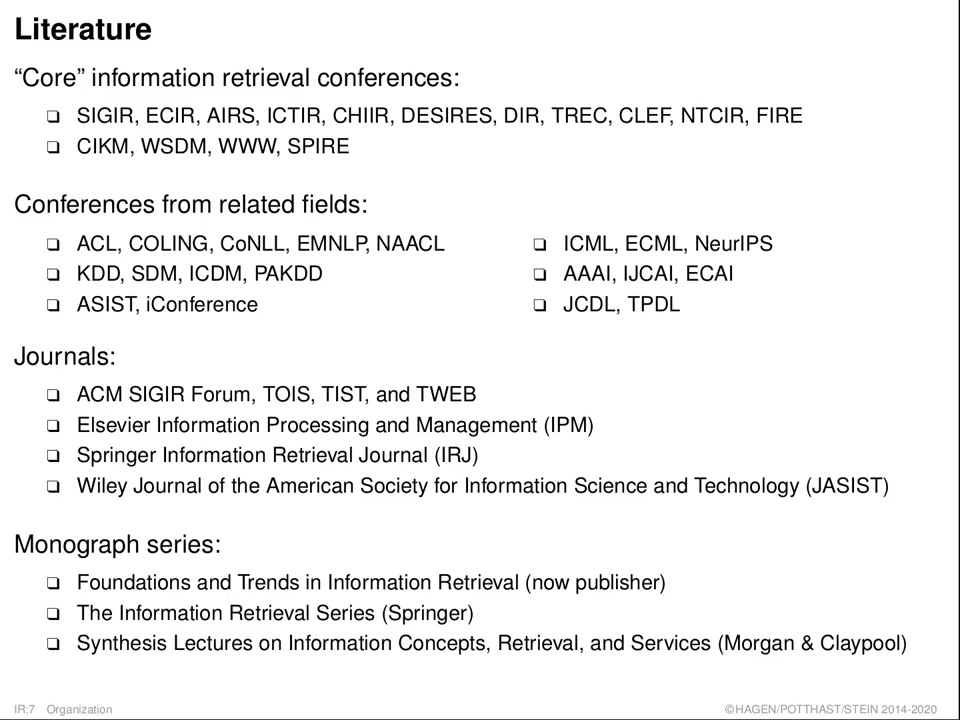 Literature
“Core” information retrieval conferences:
❑ SIGIR, ECIR, AIRS, ICTIR, CHIIR, DESIRES, DIR, TREC, CLEF, NTCIR, FIRE
❑ CIKM, WSDM, WWW, SPIRE
Conferences from related fields:
❑ ACL, COLING, CoNLL, EMNLP, NAACL
❑ KDD, SDM, ICDM, PAKDD
❑ ASIST, iConference
❑ ICML, ECML, NeurIPS
❑ AAAI, IJCAI, ECAI
❑ JCDL, TPDL
Journals:
❑ ACM SIGIR Forum, TOIS, TIST, and TWEB
❑ Elsevier Information Processing and Management (IPM)
❑ Springer Information Retrieval Journal (IRJ)
❑ Wiley Journal of the American Society for Information Science and Technology (JASIST)
Monograph series:
❑ Foundations and Trends in Information Retrieval (now publisher)
❑ The Information Retrieval Series (Springer)
❑ Synthesis Lectures on Information Concepts, Retrieval, and Services (Morgan & Claypool)
IR:7 Organization
©HAGEN/POTTHAST/STEIN 2014-2020